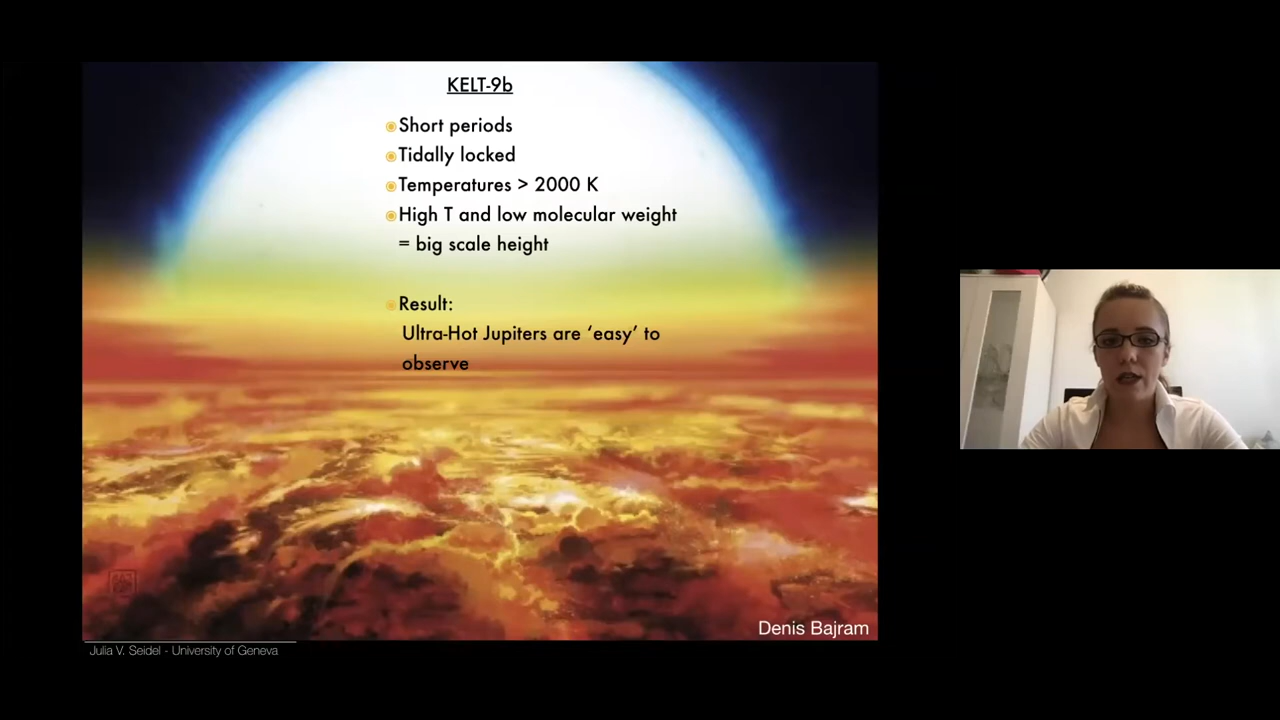 KELT-9b
Short periods
Tidally locked
Temperatures > 2000 K
High T and low molecular weight
= big scale height
Result:
Ultra-Hot Jupiters are ‘easy’ to
observe
Denis Bajram
Julia V. Seidel - University of Geneva